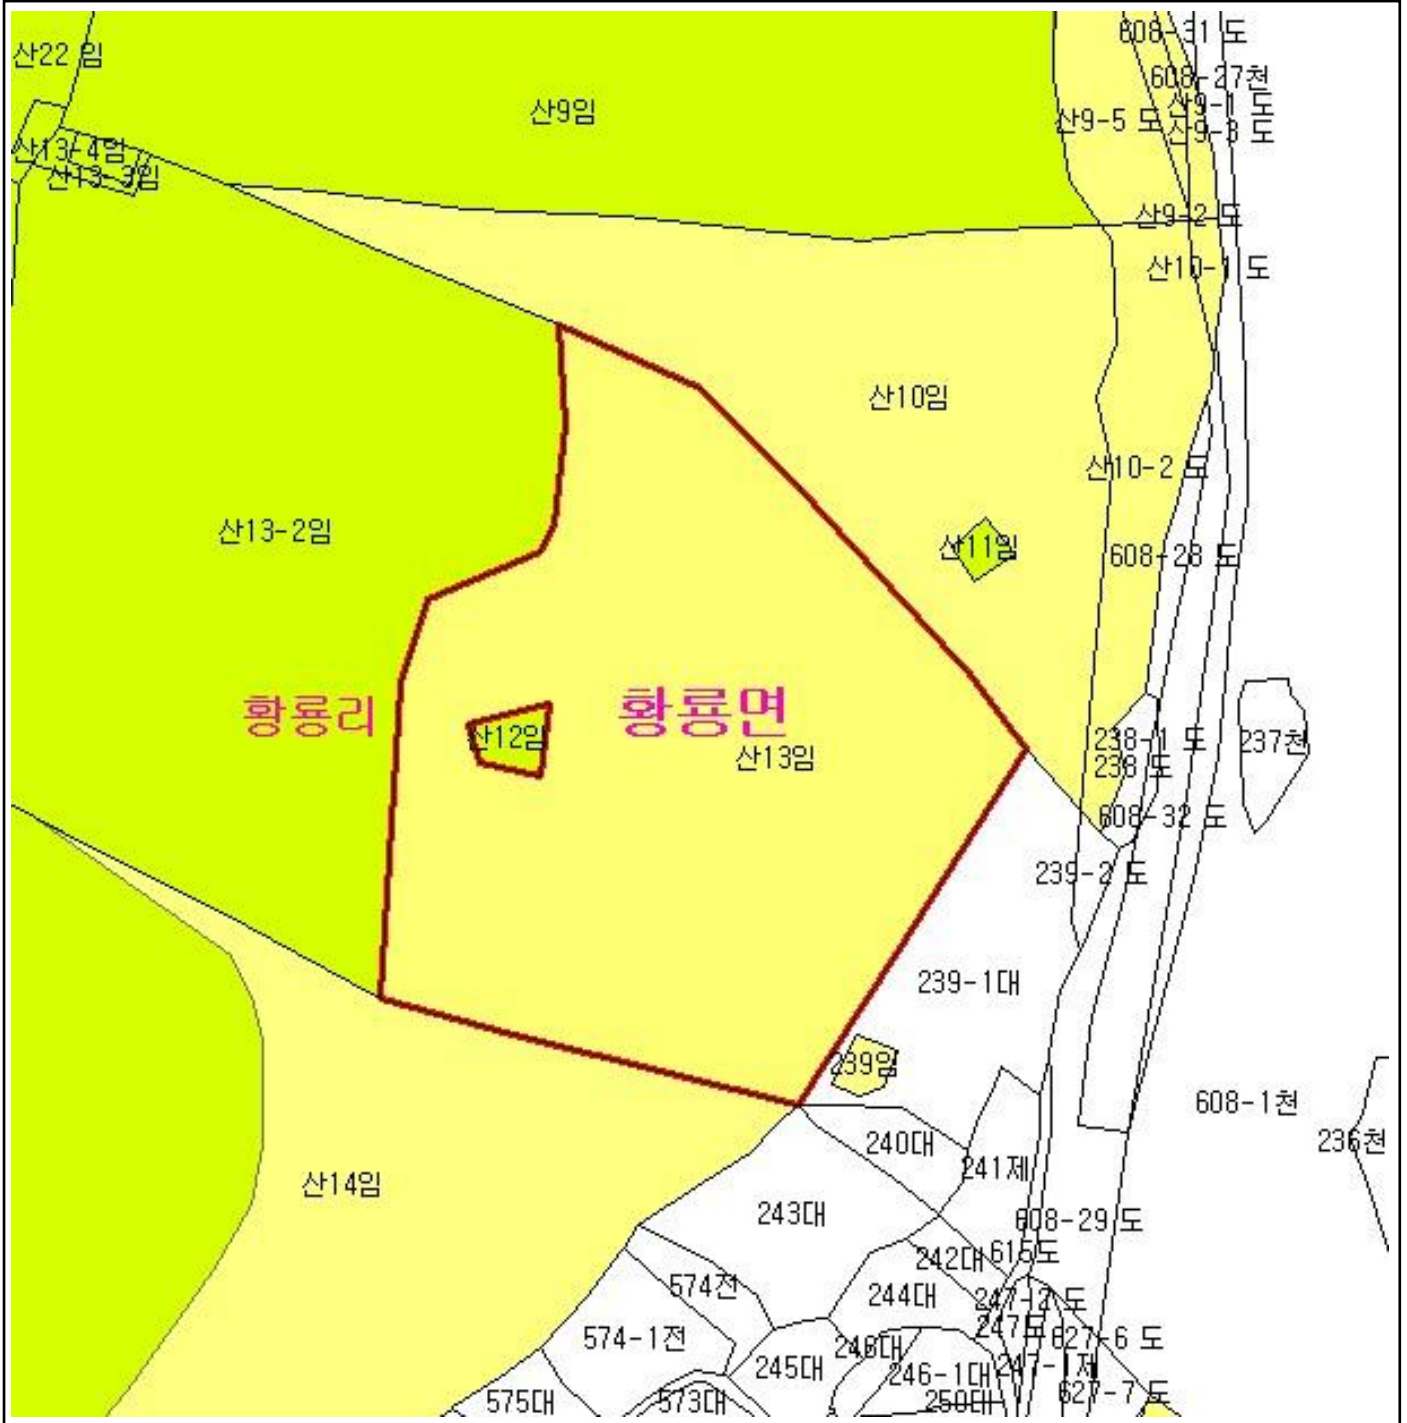 산22 임
608-31 도
608-27천
산9임
산9-1 도
산9-5 도
산9-3 도
산13-4임
산13-3임
산9-2 도
산10-1 도
산10임
산10-2 도
산13-2임
산11임
608-28 도
황룡리
황룡면
산12임
산13임
238-1 도
237천
238 도
608-32 도
239-2 도
239-1대
239임
608-1천
240대
236천
241제
산14임
243대
608-29 도
242대
615도
574전
244대
247-2 도
247도
627-6 도
574-1전
246대
245대
246-1대
247-1제
627-7 도
575대
573대
250대